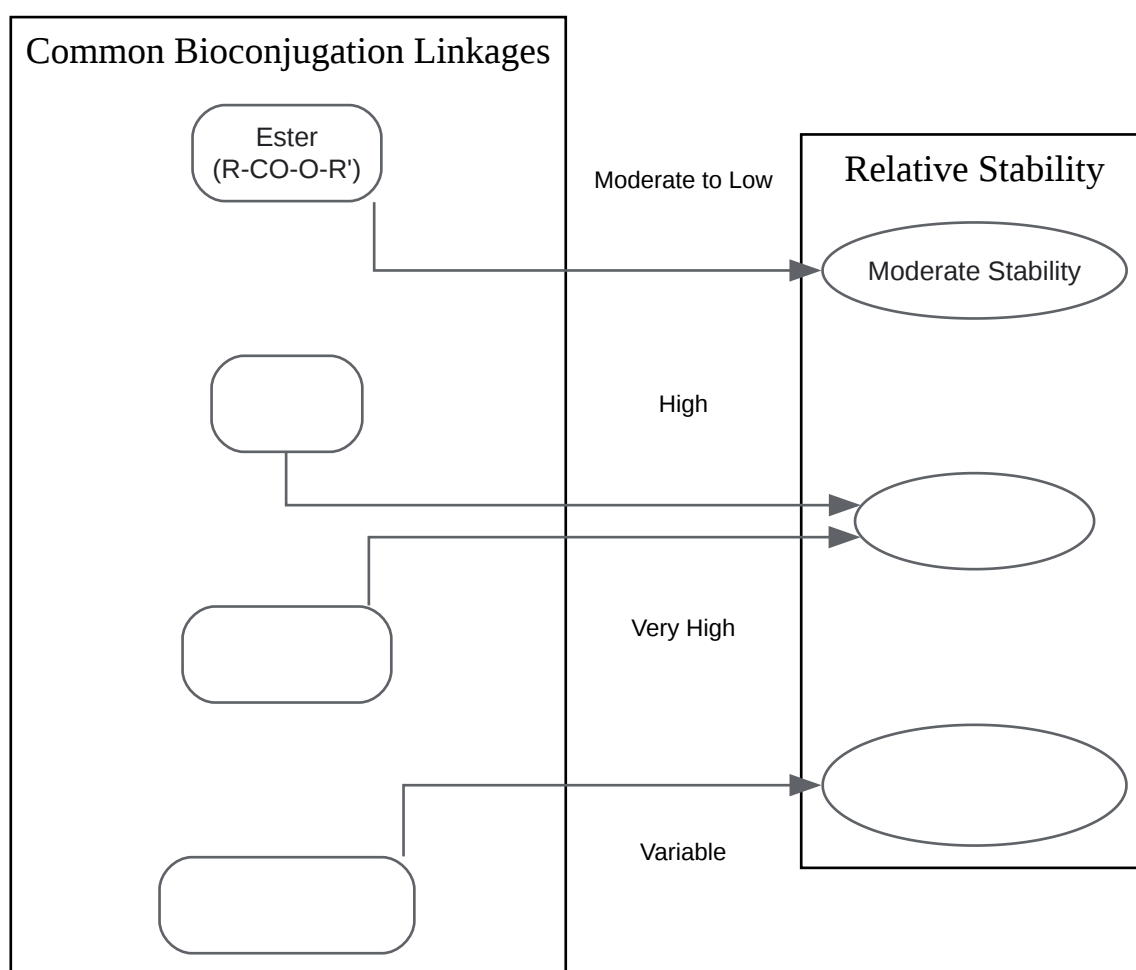 Common Bioconjugation Linkages
Ester
(R-CO-O-R')
Moderate to Low
Relative Stability
Moderate Stability
High
Very High
Variable